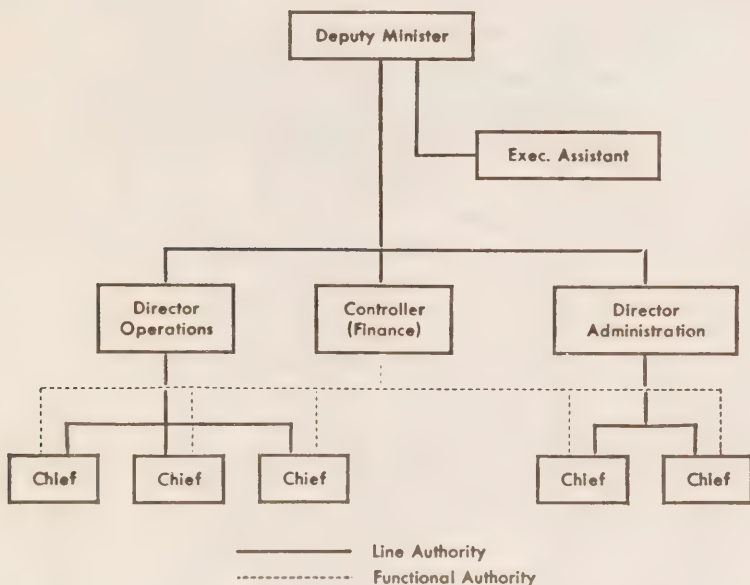 Deputy Minister
Exec. Assistant
Director
Operations
Controller
(Finance)
Director
Administration
Chief
Chief
Chief
Chief
Chief
Line Authority
Functional Authority